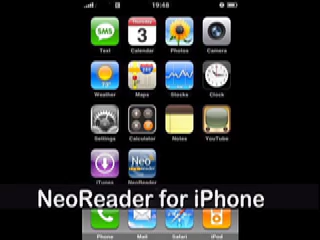 19:48
SMS
Monday
3
Text
Calendar
Photos
Camera
Weather
Maps
Stocks
Clock
Settings
Calculator
Notes
YouTube
Neo
iTunes
NeoReader
NeoReader for iPhone
Phone
Mail
Safari
iPod